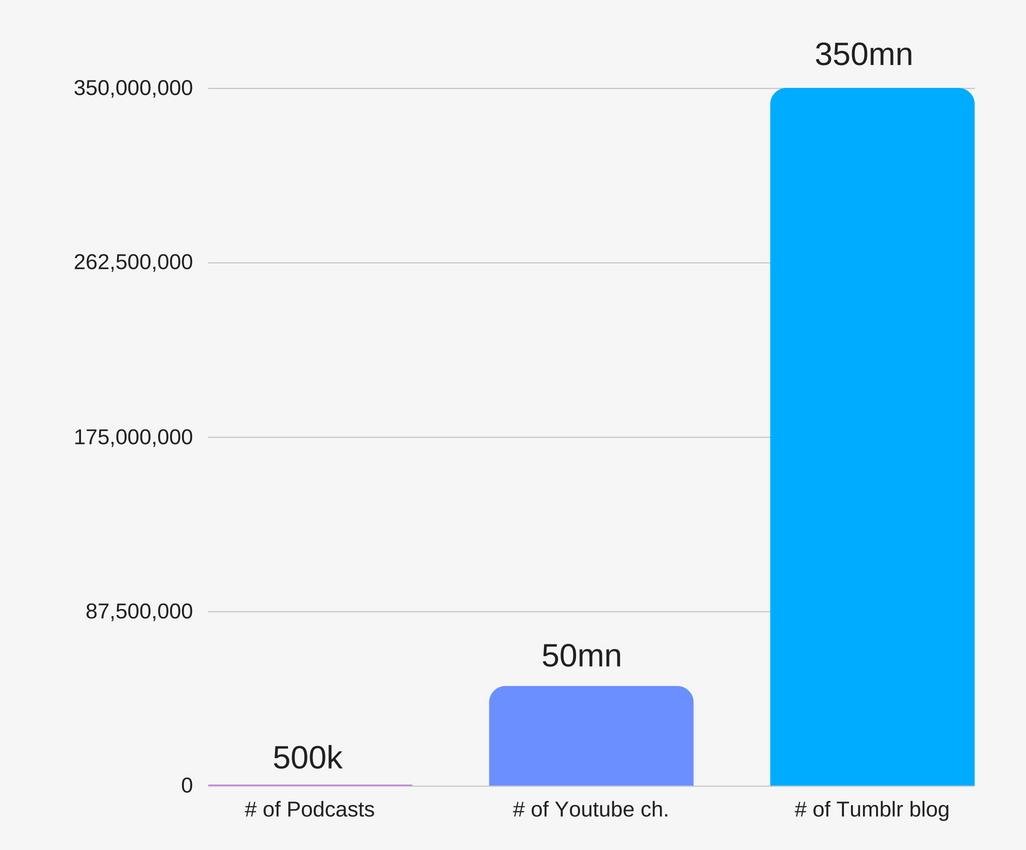 350mn
350,000,000
262,500,000
175,000,000
87,500,000
50mn
500k
0
# of Podcasts
# of Youtube ch.
# of Tumblr blog